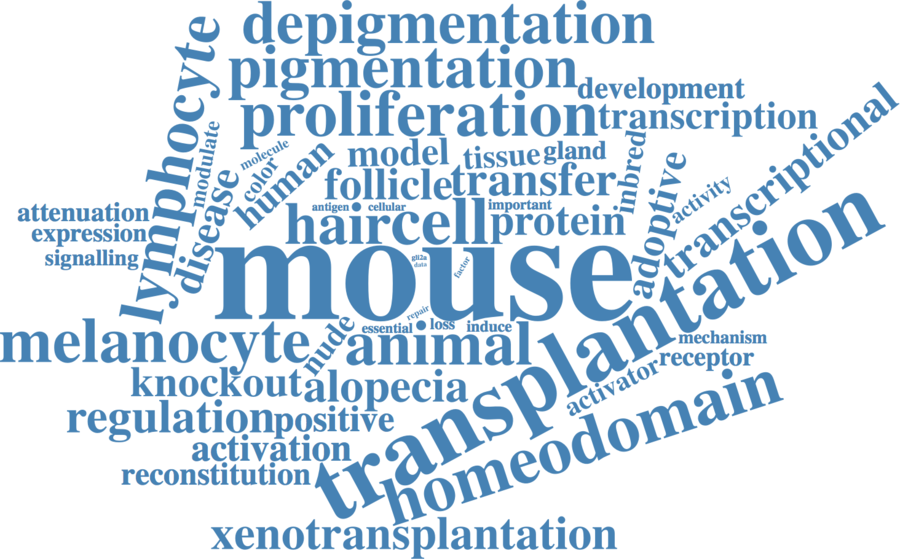 depigmentation
pigmentation
development
proliferation
transcription
lymphocyte
modulate
molecule
color
human
disease
model
tissue
gland
inbred
adoptive
activity
transcriptional
follicle
transfer
attenuation
expression
signalling
antigen
cellular
important
hair
cell
protein
mouse
gli2a
data
factor
repair
essential
loss
induce
transplantation
melanocyte
nude
animal
mechanism
receptor
activator
knockout
alopecia
homeodomain
regulation
positive
activation
reconstitution
xenotransplantation